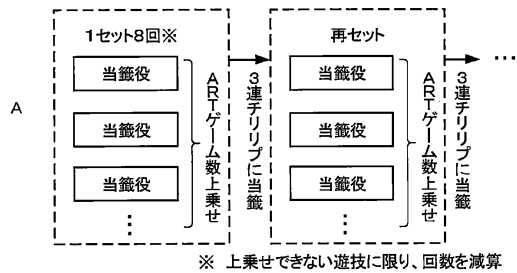 A
1セット8回※
当籤役
当籤役
当籤役
ARTゲーム数上乗せ
3連チリリプに当籤
再セット
当籤役
当籤役
当籤役
ARTゲーム数上乗せ
3連チリリプに当籤
※ 上乗せできない遊技に限り、回数を減算